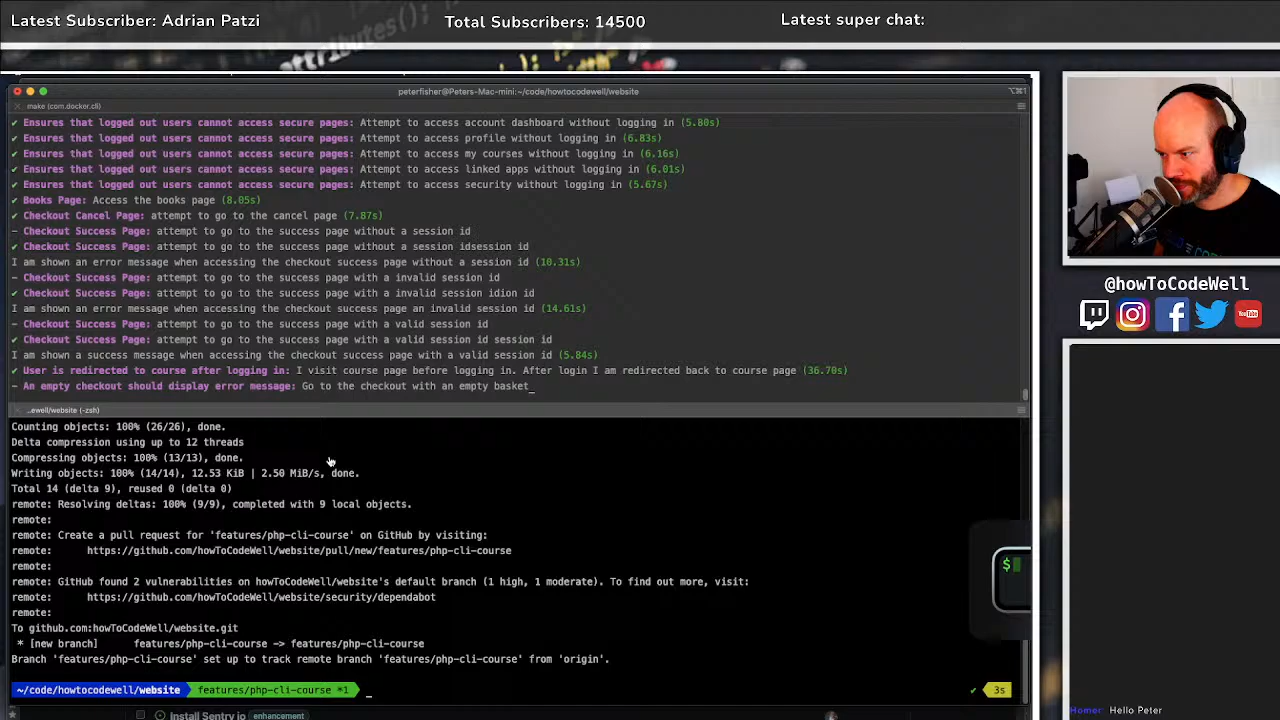 Latest Subscriber: Adrian Patzi
Total Subscribers: 14500
Latest super chat:
peterfisher@Peters-Mac-mini:~/code/howtocodewell/website
⌥⌘1
make (com.docker.cli)
✔ Ensures that logged out users cannot access secure pages: Attempt to access account dashboard without logging in (5.80s)
✔ Ensures that logged out users cannot access secure pages: Attempt to access profile without logging in (6.83s)
✔ Ensures that logged out users cannot access secure pages: Attempt to access my courses without logging in (6.16s)
✔ Ensures that logged out users cannot access secure pages: Attempt to access linked apps without logging in (6.01s)
✔ Ensures that logged out users cannot access secure pages: Attempt to access security without logging in (5.67s)
✔ Books Page: Access the books page (8.05s)
✔ Checkout Cancel Page: attempt to go to the cancel page (7.87s)
– Checkout Success Page: attempt to go to the success page without a session id
✔ Checkout Success Page: attempt to go to the success page without a session idsession id
I am shown an error message when accessing the checkout success page without a session id (10.31s)
– Checkout Success Page: attempt to go to the success page with a invalid session id
✔ Checkout Success Page: attempt to go to the success page with a invalid session idion id
I am shown an error message when accessing the checkout success page an invalid session id (14.61s)
– Checkout Success Page: attempt to go to the success page with a valid session id
✔ Checkout Success Page: attempt to go to the success page with a valid session id session id
I am shown a success message when accessing the checkout success page with a valid session id (5.84s)
✔ User is redirected to course after logging in: I visit course page before logging in. After login I am redirected back to course page (36.70s)
– An empty checkout should display error message: Go to the checkout with an empty basket_
..ewell/website (-zsh)
Counting objects: 100% (26/26), done.
Delta compression using up to 12 threads
Compressing objects: 100% (13/13), done.
Writing objects: 100% (14/14), 12.53 KiB | 2.50 MiB/s, done.
Total 14 (delta 9), reused 0 (delta 0)
remote: Resolving deltas: 100% (9/9), completed with 9 local objects.
remote:
remote: Create a pull request for 'features/php-cli-course' on GitHub by visiting:
remote:      https://github.com/howToCodeWell/website/pull/new/features/php-cli-course
remote:
remote: GitHub found 2 vulnerabilities on howToCodeWell/website's default branch (1 high, 1 moderate). To find out more, visit:
remote:      https://github.com/howToCodeWell/website/security/dependabot
remote:
To github.com:howToCodeWell/website.git
 * [new branch]      features/php-cli-course -> features/php-cli-course
Branch 'features/php-cli-course' set up to track remote branch 'features/php-cli-course' from 'origin'.
~/code/howtocodewell/website features/php-cli-course *1 _ ✔ 3s
Install Sentry io enhancement
@howToCodeWell
You Tube
$
Homer: Hello Peter